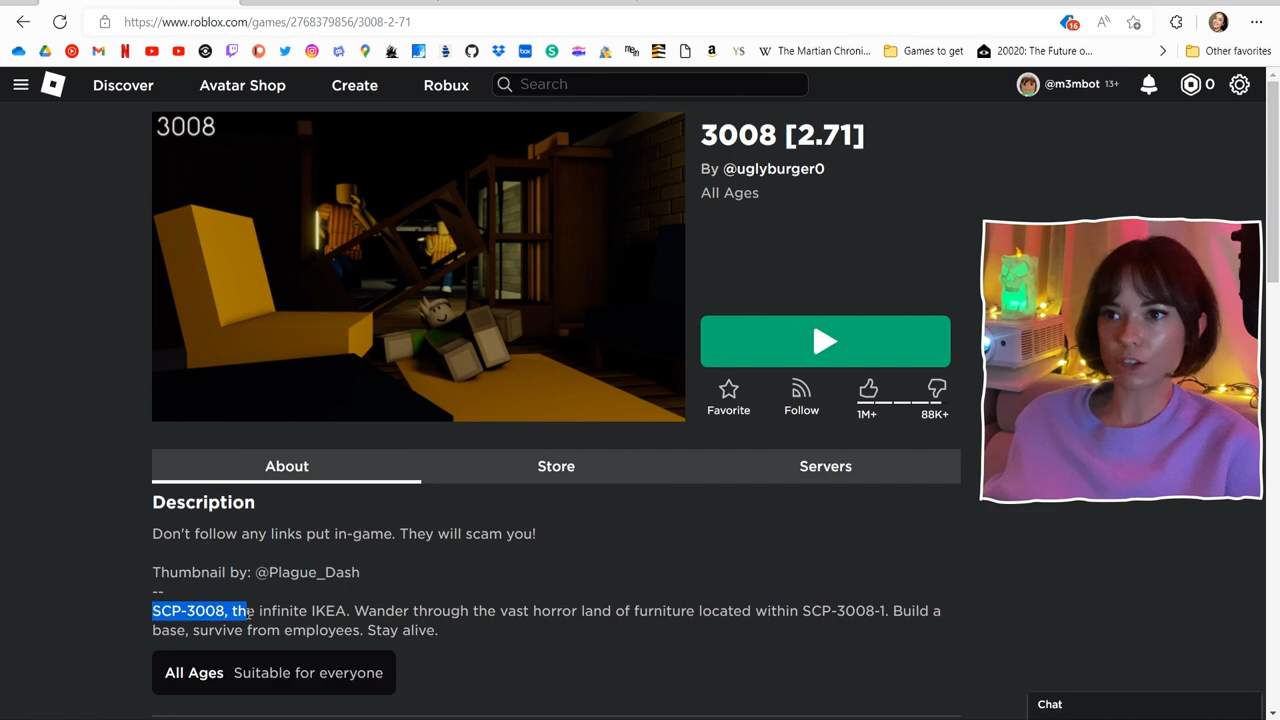 https://www.roblox.com/games/2768379856/3008-2-71
16
YS
The Martian Chroni...
Games to get
20020: The Future o...
Other favorites
Discover
Avatar Shop
Create
Robux
Search
@m3mbot 13+
0
3008
3008 [2.71]
By @uglyburger0
All Ages
Favorite
Follow
1M+
88K+
About
Store
Servers
Description
Don't follow any links put in-game. They will scam you!
Thumbnail by: @Plague_Dash
--
SCP-3008, the infinite IKEA. Wander through the vast horror land of furniture located within SCP-3008-1. Build a
base, survive from employees. Stay alive.
All Ages Suitable for everyone
Chat